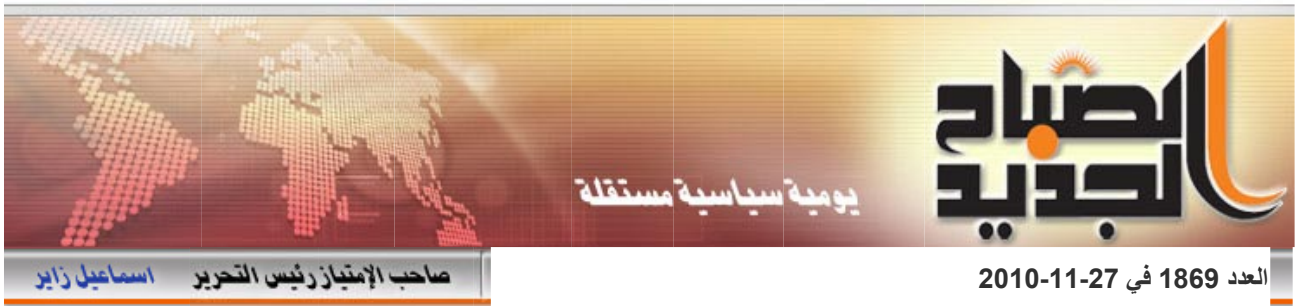 الصباح
الجديد
يومية سياسية مستقلة
العدد 1869 في 27-11-2010
صاحب الإمتياز رئيس التحرير اسماعيل زاير